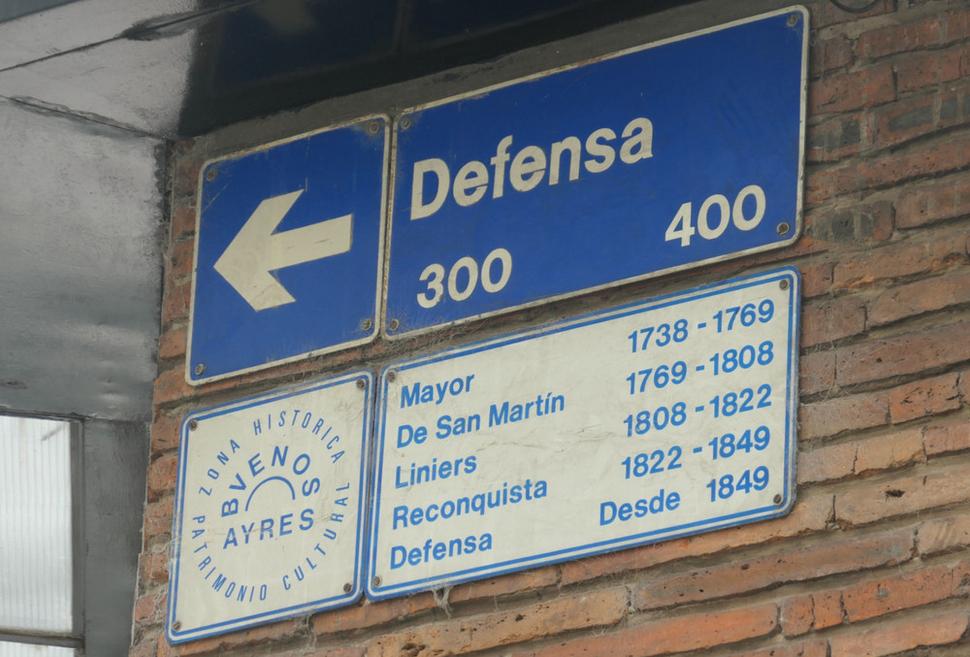 Defensa
300 400
Mayor 1738 - 1769
De San Martín 1769 - 1808
Liniers 1808 - 1822
Reconquista 1822 - 1849
Defensa Desde 1849
ZONA HISTORICA
BVENOS
AYRES
PATRIMONIO CULTURAL